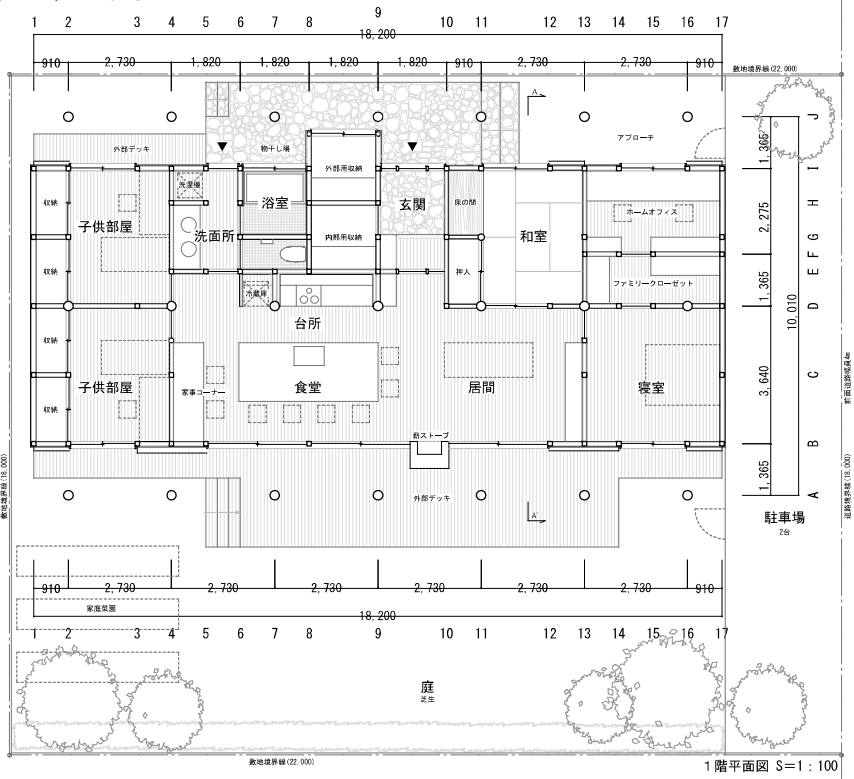 9
1 2 3 4 5 6 7 8 10 11 12 13 14 15 16 17
18,200
910 2,730 1,820 1,820 1,820 1,820 910 2,730 2,730 910
敷地境界線(22,000)
A
J
外部デッキ
物干し場
アプローチ
1,365
I
外部用収納
収納
洗濯機
浴室
玄関
床の間
ホームオフィス
H
子供部屋
洗面所
内部用収納
和室
2,275
G
F
収納
押入
ファミリークローゼット
E
1,365
冷蔵庫
D
台所
10,010
収納
子供部屋
家事コーナー
食堂
居間
寝室
C
3,640
前面道路幅員4m
収納
薪ストーブ
B
敷地境界線(18,000)
外部デッキ
1,365
道路境界線(18,000)
A
A'
駐車場
2台
910 2,730 2,730 2,730 2,730 2,730 2,730 910
家庭菜園
18,200
1 2 3 4 5 6 7 8 9 10 11 12 13 14 15 16 17
庭
芝生
敷地境界線(22,000)
1階平面図 S=1:100